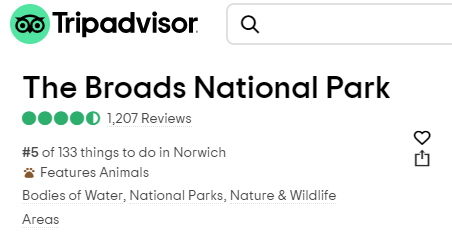 Tripadvisor
The Broads National Park
1,207 Reviews
#5 of 133 things to do in Norwich
Features Animals
Bodies of Water, National Parks, Nature & Wildlife
Areas